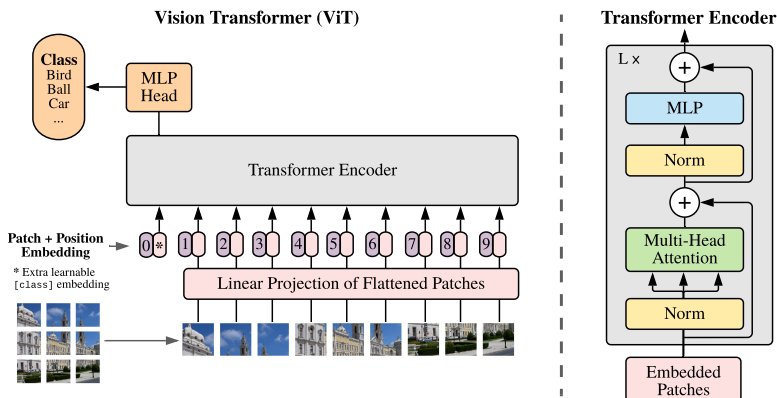 Vision Transformer (ViT)
Class
Bird
Ball
Car
...
MLP
Head
Transformer Encoder
Patch + Position
Embedding
* Extra learnable
[class] embedding
0 * 1 2 3 4 5 6 7 8 9
Linear Projection of Flattened Patches
Transformer Encoder
L ×
+
MLP
Norm
+
Multi-Head
Attention
Norm
Embedded
Patches